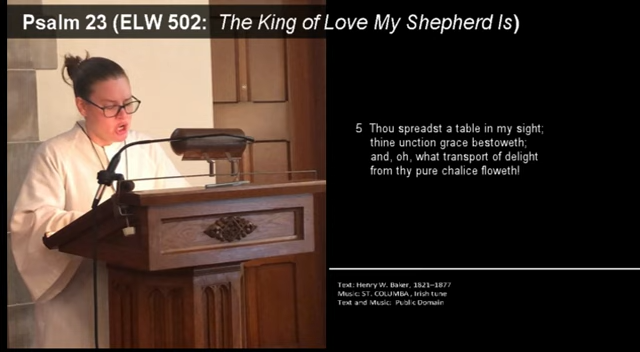 Psalm 23 (ELW 502: The King of Love My Shepherd Is)
5 Thou spreadst a table in my sight;
thine unction grace bestoweth;
and, oh, what transport of delight
from thy pure chalice floweth!
Text: Henry W. Baker, 1821–1877
Music: ST. COLUMBA, Irish tune
Text and Music: Public Domain